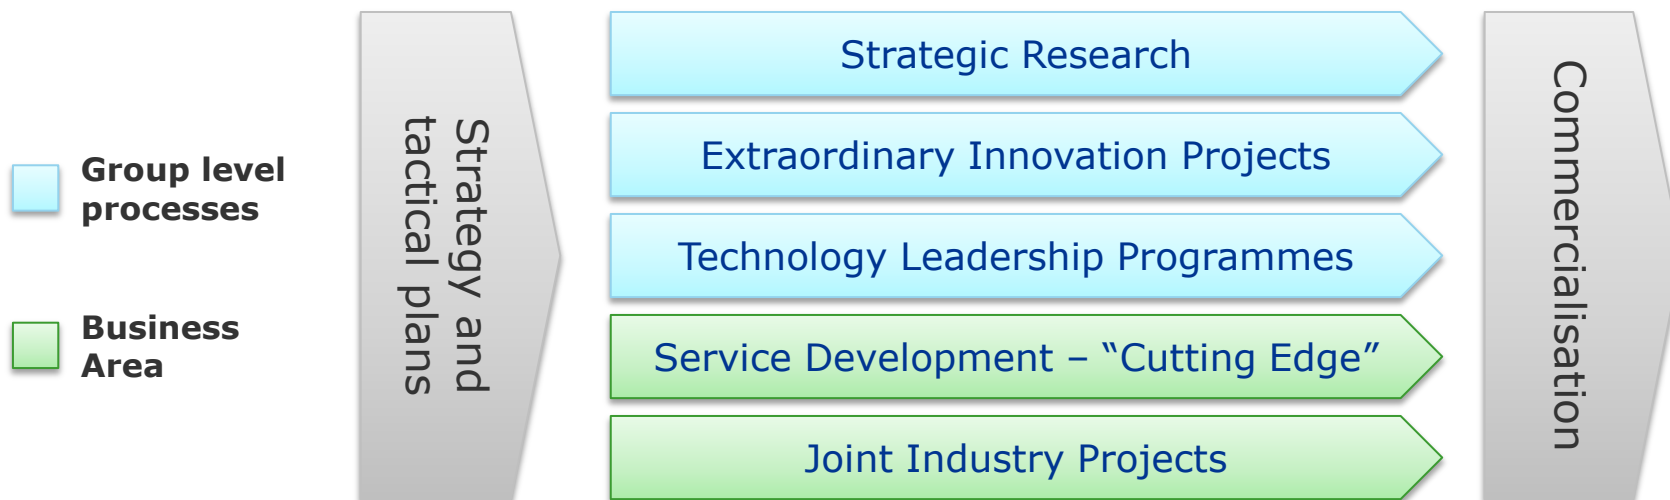 Group level
processes
Business
Area
Strategy and
tactical plans
Strategic Research
Extraordinary Innovation Projects
Technology Leadership Programmes
Service Development – “Cutting Edge”
Joint Industry Projects
Commercialisation